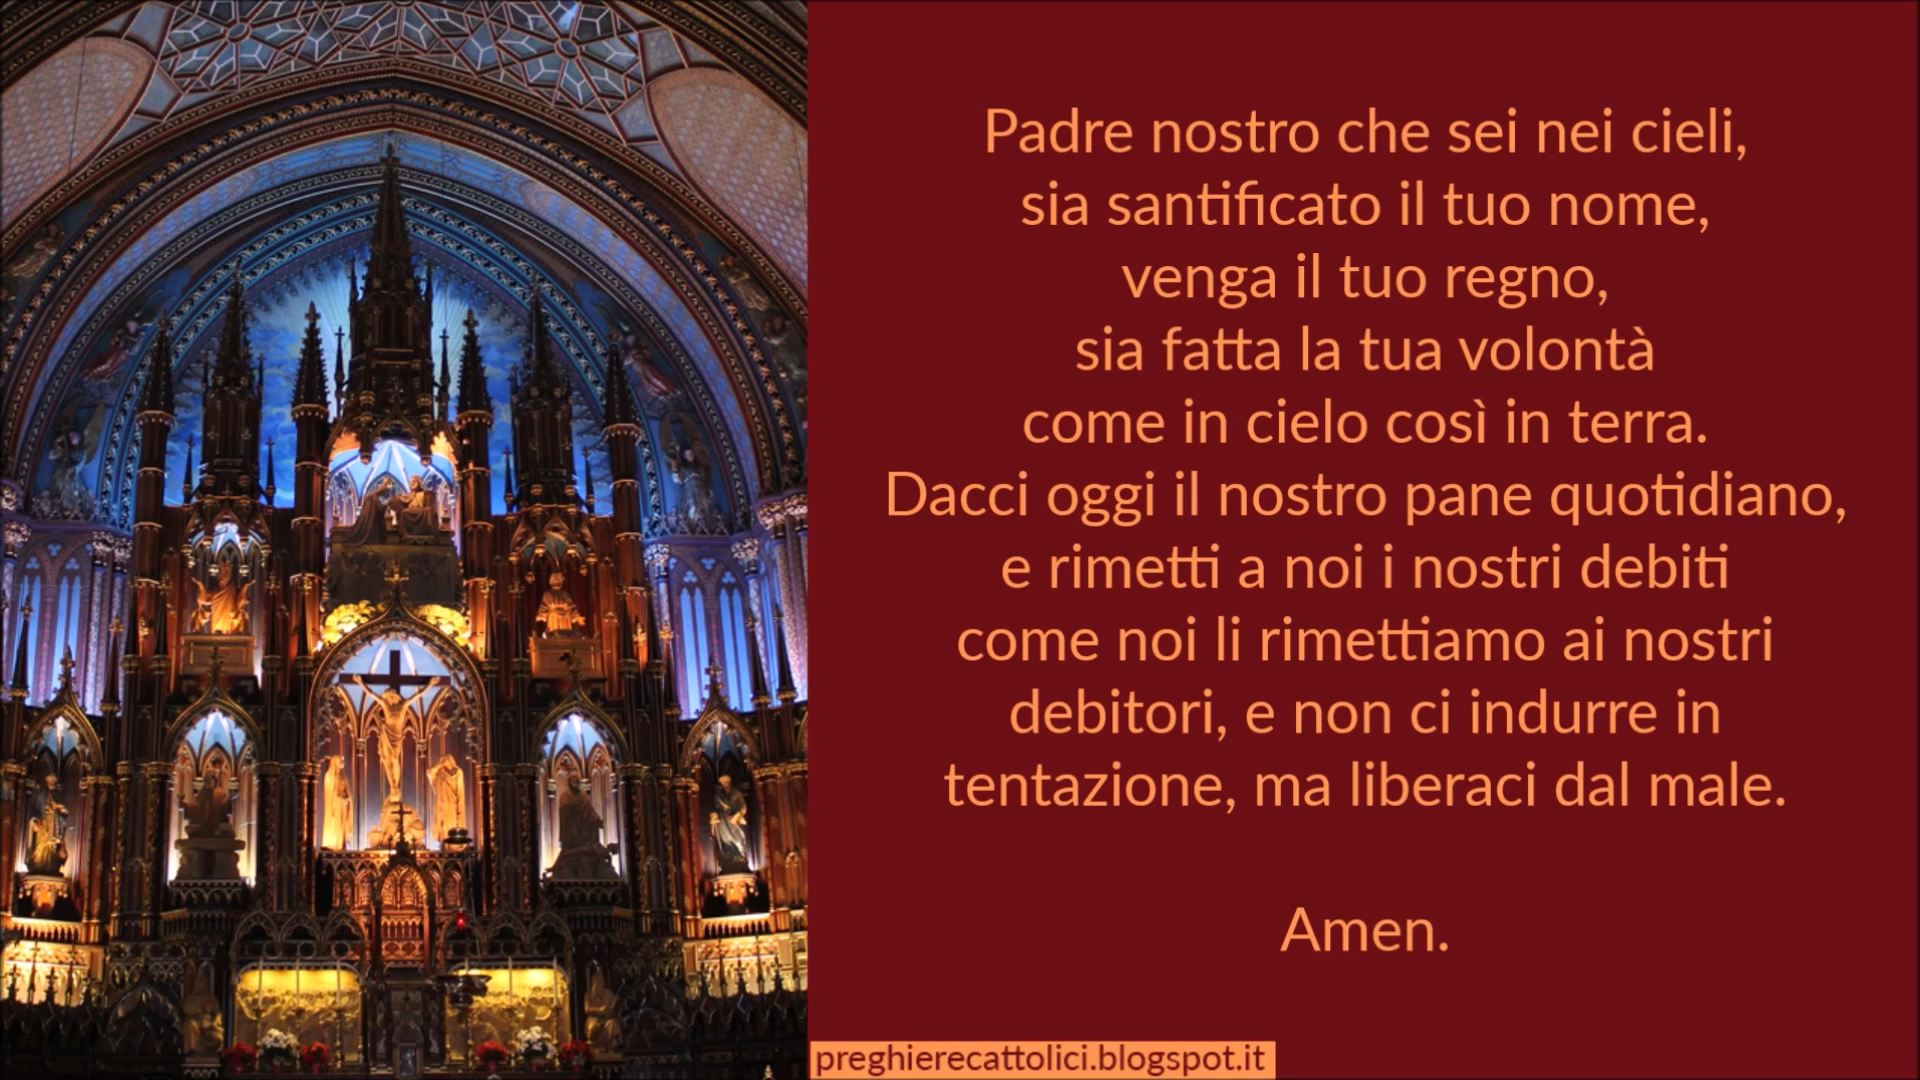 Padre nostro che sei nei cieli,
sia santificato il tuo nome,
venga il tuo regno,
sia fatta la tua volontà
come in cielo così in terra.
Dacci oggi il nostro pane quotidiano,
e rimetti a noi i nostri debiti
come noi li rimettiamo ai nostri
debitori, e non ci indurre in
tentazione, ma liberaci dal male.
Amen.
preghierecattolici.blogspot.it